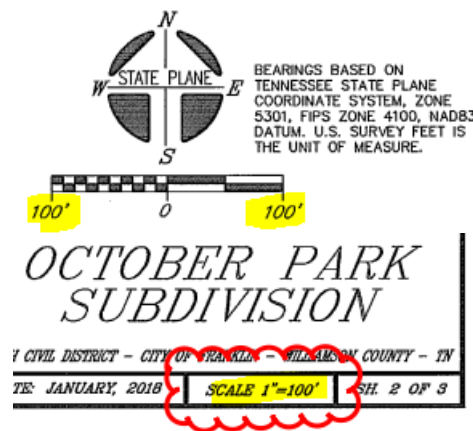 N
W STATE PLANE E
S
BEARINGS BASED ON
TENNESSEE STATE PLANE
COORDINATE SYSTEM, ZONE
5301, FIPS ZONE 4100, NAD83
DATUM. U.S. SURVEY FEET IS
THE UNIT OF MEASURE.
100' 0 100'
OCTOBER PARK
SUBDIVISION
CIVIL DISTRICT - CITY OF FRANKLIN - WILLIAMSON COUNTY - TN
TE: JANUARY, 2018 SCALE 1"=100' SH. 2 OF 3